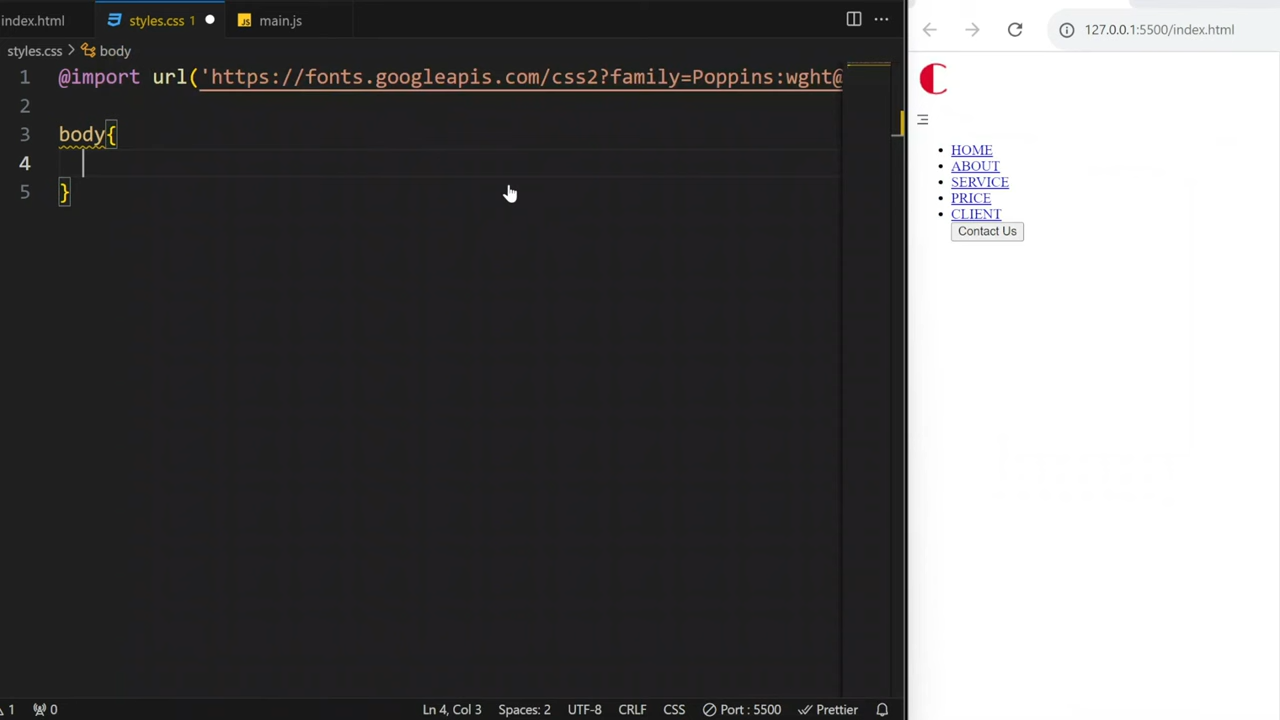 index.html styles.css 1 main.js
styles.css > body
1 @import url('https://fonts.googleapis.com/css2?family=Poppins:wght@
2
3 body{
4
5 }
1 0 Ln 4, Col 3 Spaces: 2 UTF-8 CRLF CSS Port : 5500 Prettier
127.0.0.1:5500/index.html
C
HOME
ABOUT
SERVICE
PRICE
CLIENT
Contact Us